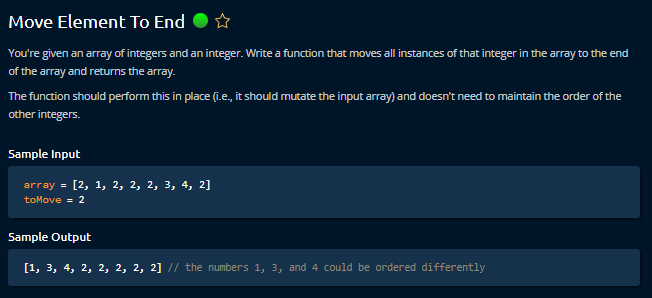 Move Element To End
You're given an array of integers and an integer. Write a function that moves all instances of that integer in the array to the end
of the array and returns the array.
The function should perform this in place (i.e., it should mutate the input array) and doesn't need to maintain the order of the
other integers.
Sample Input
array = [2, 1, 2, 2, 2, 3, 4, 2]
toMove = 2
Sample Output
[1, 3, 4, 2, 2, 2, 2, 2] // the numbers 1, 3, and 4 could be ordered differently